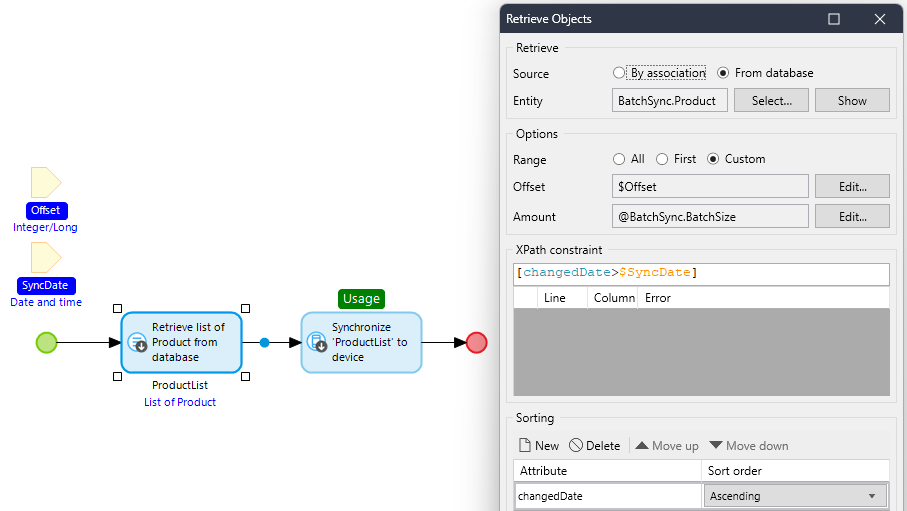 Offset
Integer/Long
SyncDate
Date and time
Retrieve list of
Product from
database
ProductList
List of Product
Usage
Synchronize
'ProductList' to
device
Retrieve Objects
Retrieve
Source By association From database
Entity BatchSync.Product Select... Show
Options
Range All First Custom
Offset $Offset Edit...
Amount @BatchSync.BatchSize Edit...
XPath constraint
[changedDate>$SyncDate]
Line Column Error
Sorting
New Delete Move up Move down
Attribute Sort order
changedDate Ascending